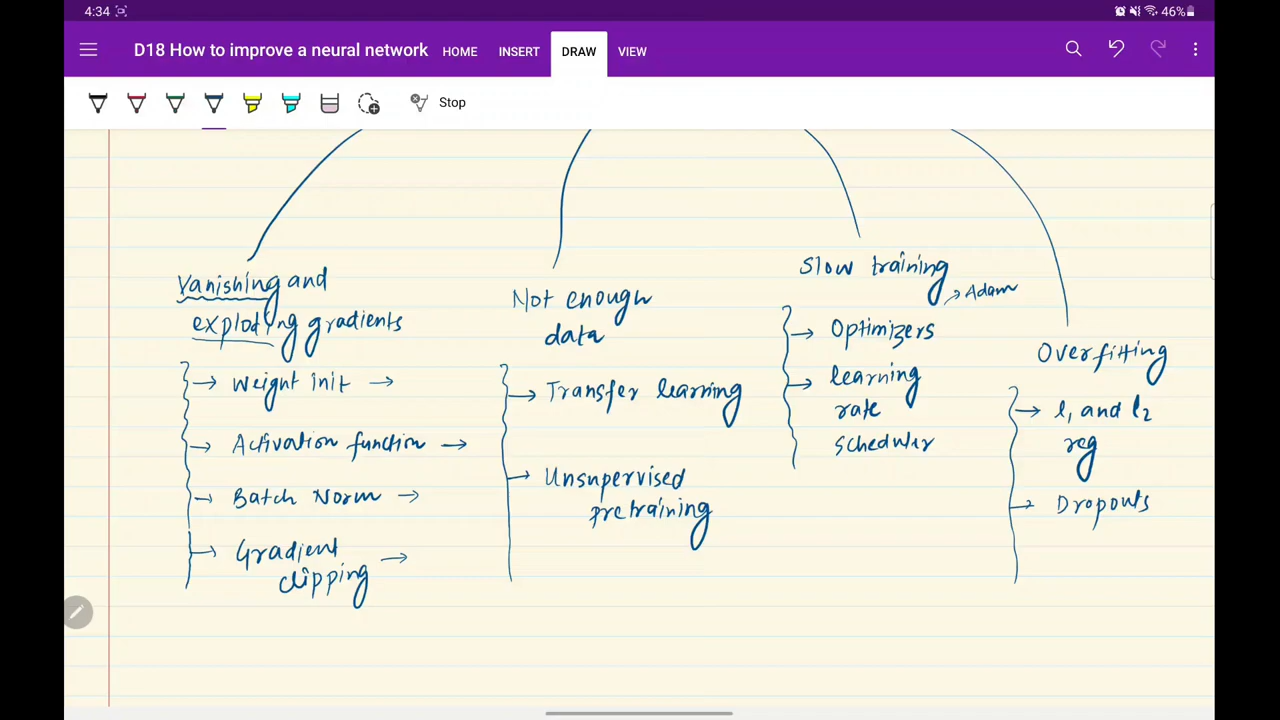 4:34
46%
D18 How to improve a neural network
HOME
INSERT
DRAW
VIEW
Stop
Vanishing and
exploding gradients
→ Weight init →
→ Activation function →
→ Batch Norm →
→ Gradient
clipping →
Not enough
data
→ Transfer learning
→ Unsupervised
pretraining
Slow training
→ Adam
→ Optimizers
→ learning
rate
scheduler
Overfitting
→ l₁ and l₂
reg
→ Dropouts